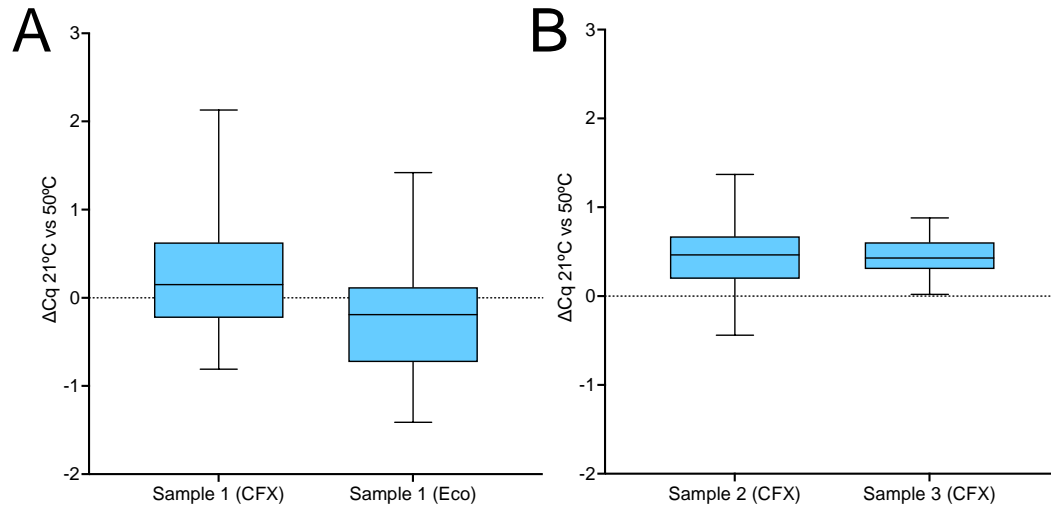 A
3
2
1
0
-1
-2
ΔCq 21ºC vs 50ºC
Sample 1 (CFX)
Sample 1 (Eco)
B
3
2
1
0
-1
-2
ΔCq 21ºC vs 50ºC
Sample 2 (CFX)
Sample 3 (CFX)